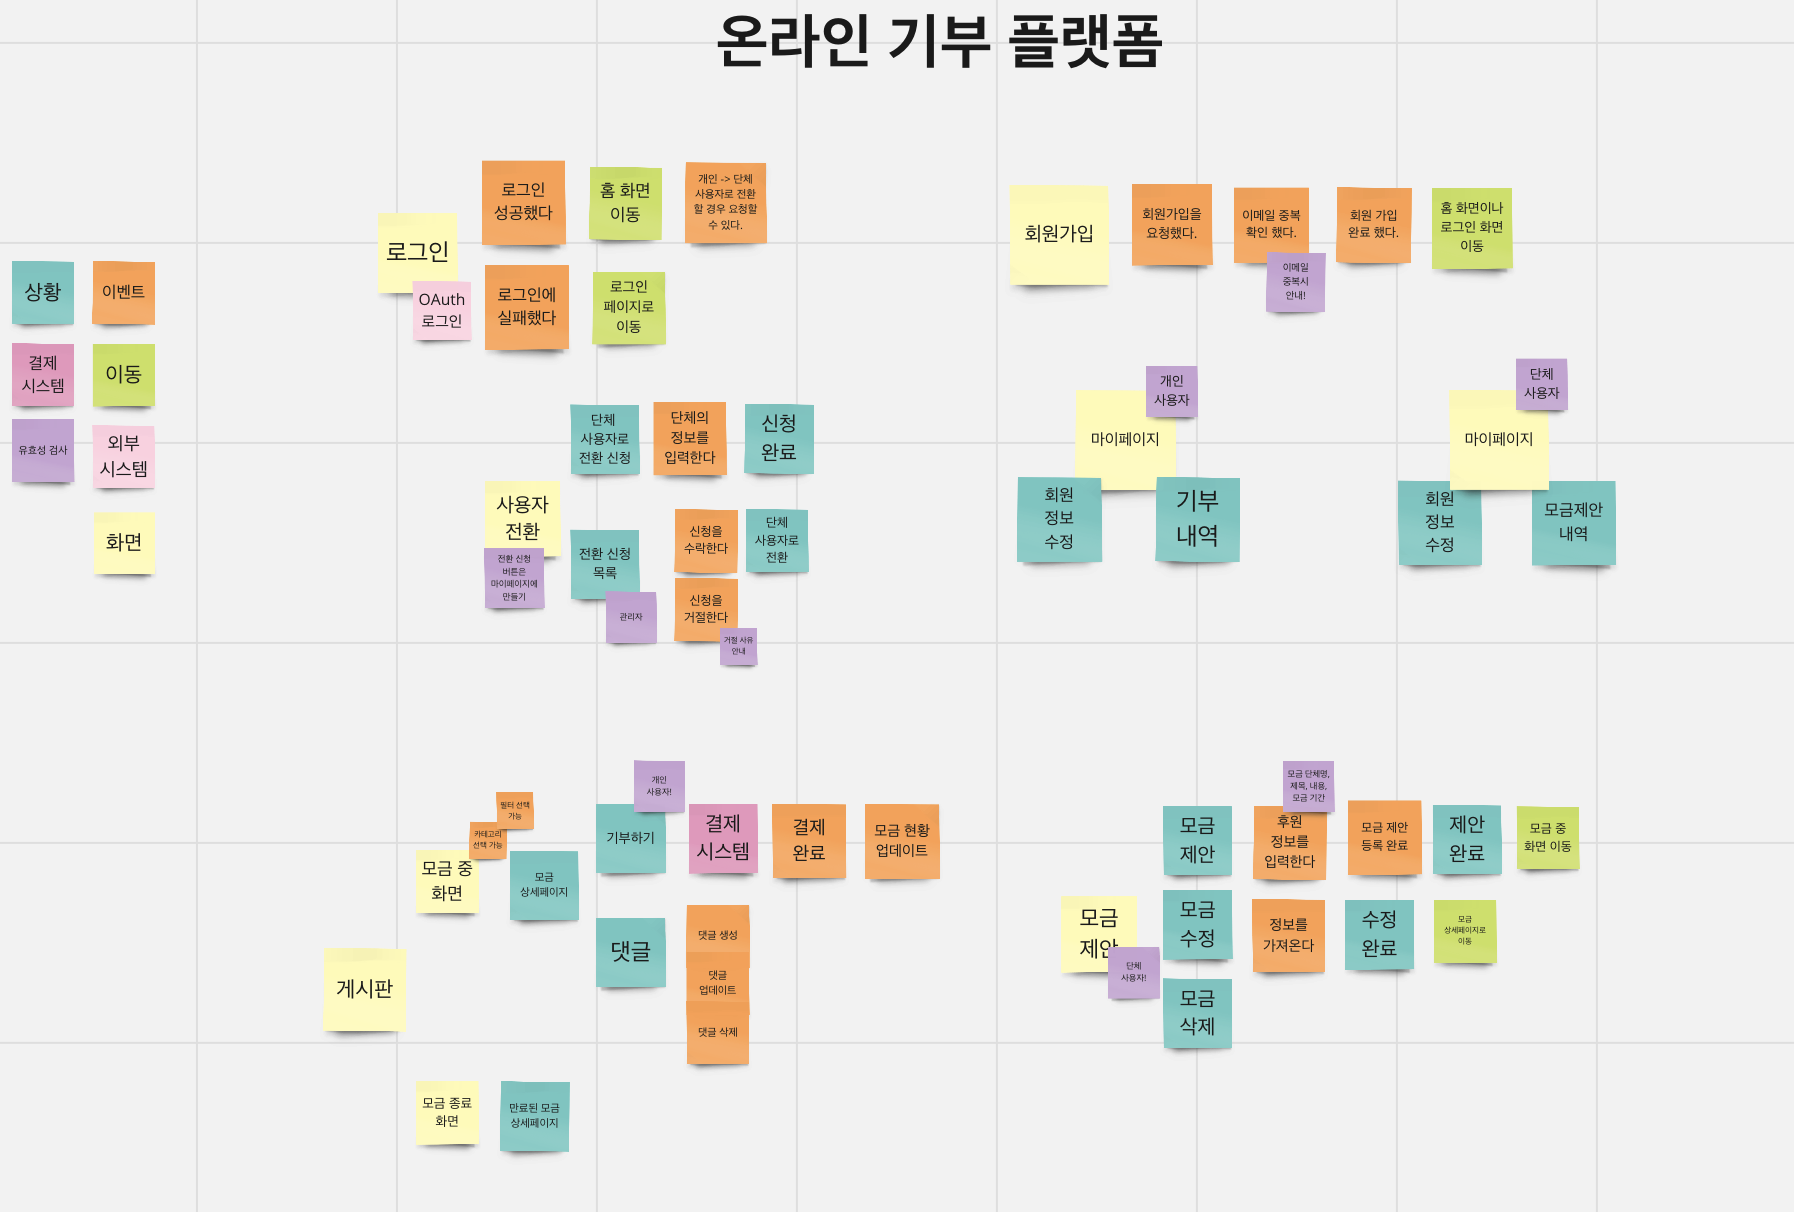 온라인 기부 플랫폼
상황
이벤트
결제
시스템
이동
유효성 검사
외부
시스템
화면
로그인
OAuth
로그인
로그인
성공했다
홈 화면
이동
개인 -> 단체
사용자로 전환
할 경우 요청할
수 있다.
로그인에
실패했다
로그인
페이지로
이동
회원가입
회원가입을
요청했다.
이메일 중복
확인 했다.
이메일
중복시
안내!
회원 가입
완료 했다.
홈 화면이나
로그인 화면
이동
사용자
전환
전환 신청
버튼은
마이페이지에
만들기
단체
사용자로
전환 신청
단체의
정보를
입력한다
신청
완료
전환 신청
목록
관리자
신청을
수락한다
단체
사용자로
전환
신청을
거절한다
거절 사유
안내
개인
사용자
마이페이지
회원
정보
수정
기부
내역
단체
사용자
마이페이지
회원
정보
수정
모금제안
내역
게시판
모금 중
화면
카테고리
선택 가능
필터 선택
가능
모금
상세페이지
개인
사용자!
기부하기
결제
시스템
결제
완료
모금 현황
업데이트
댓글
댓글 생성
댓글
업데이트
댓글 삭제
모금 종료
화면
만료된 모금
상세페이지
모금
제안
단체
사용자!
모금
제안
모금 단체명,
제목, 내용,
모금 기간
후원
정보를
입력한다
모금 제안
등록 완료
제안
완료
모금 중
화면 이동
모금
수정
정보를
가져온다
수정
완료
모금
상세페이지로
이동
모금
삭제